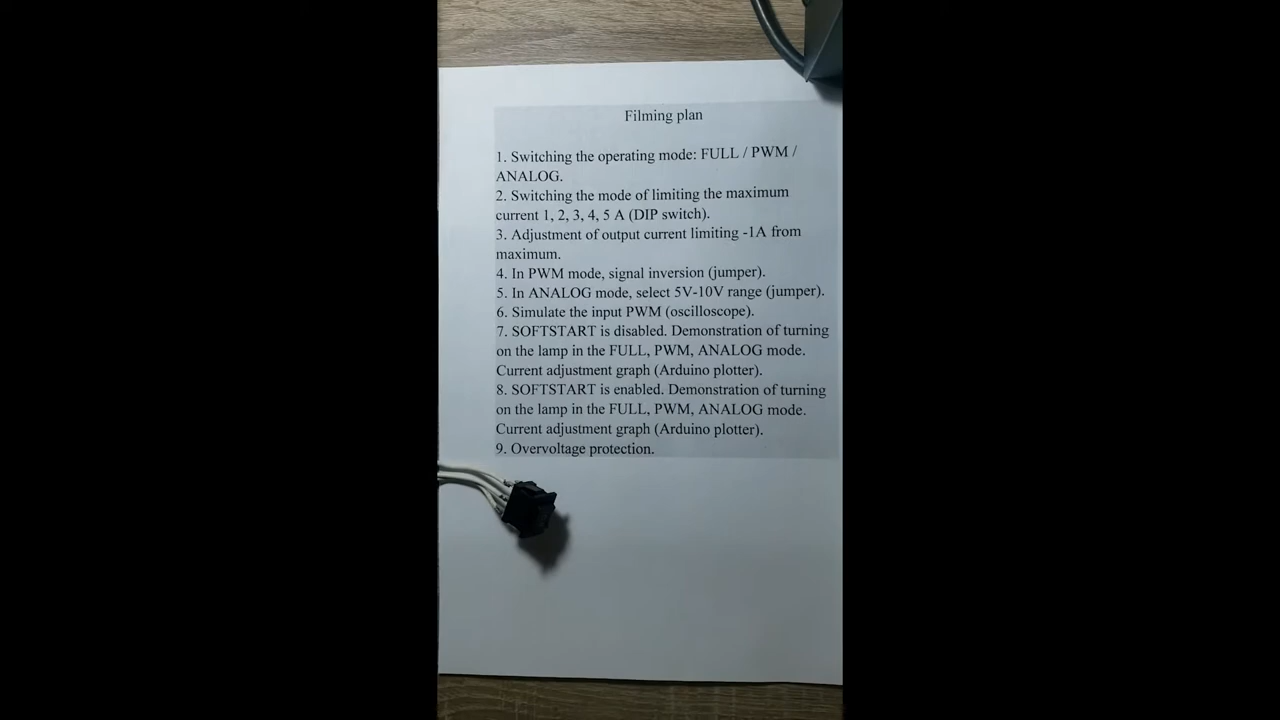 Filming plan
1. Switching the operating mode: FULL / PWM /
ANALOG.
2. Switching the mode of limiting the maximum
current 1, 2, 3, 4, 5 A (DIP switch).
3. Adjustment of output current limiting -1A from
maximum.
4. In PWM mode, signal inversion (jumper).
5. In ANALOG mode, select 5V-10V range (jumper).
6. Simulate the input PWM (oscilloscope).
7. SOFTSTART is disabled. Demonstration of turning
on the lamp in the FULL, PWM, ANALOG mode.
Current adjustment graph (Arduino plotter).
8. SOFTSTART is enabled. Demonstration of turning
on the lamp in the FULL, PWM, ANALOG mode.
Current adjustment graph (Arduino plotter).
9. Overvoltage protection.